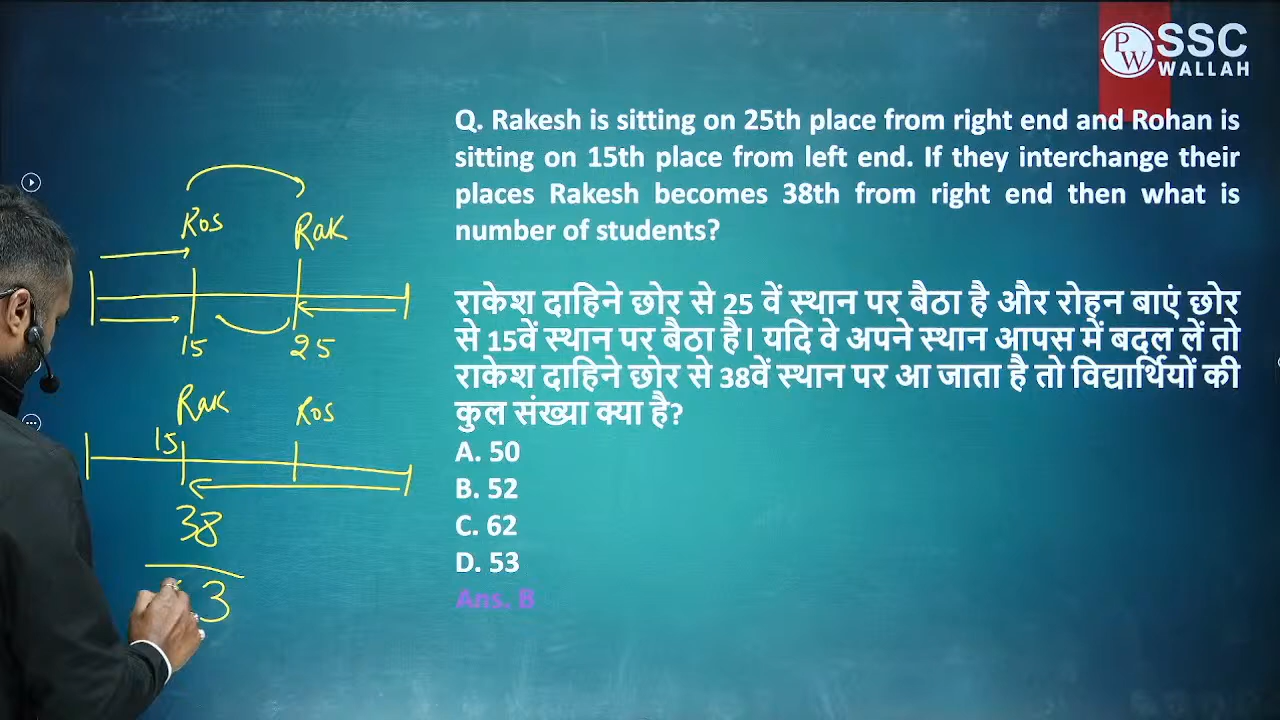 PW SSC
WALLAH
Q. Rakesh is sitting on 25th place from right end and Rohan is
sitting on 15th place from left end. If they interchange their
places Rakesh becomes 38th from right end then what is
number of students?
राकेश दाहिने छोर से 25 वें स्थान पर बैठा है और रोहन बाएं छोर
से 15वें स्थान पर बैठा है। यदि वे अपने स्थान आपस में बदल लें तो
राकेश दाहिने छोर से 38वें स्थान पर आ जाता है तो विद्यार्थियों की
कुल संख्या क्या है?
A. 50
B. 52
C. 62
D. 53
Ans. B
Ros Rak
15 25
Rak Ros
15
38
3